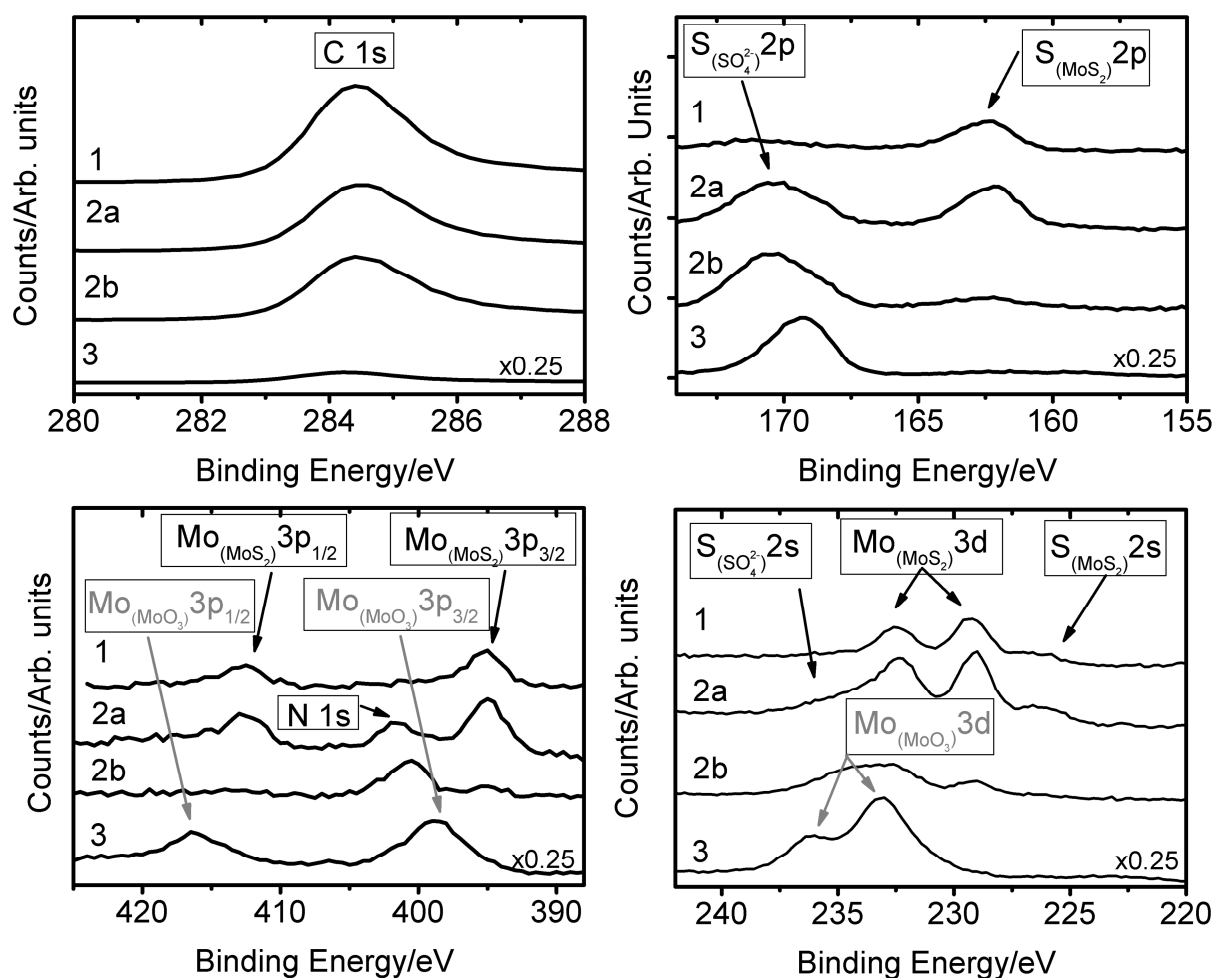 C 1s
1
2a
2b
3
x0.25
Counts/Arb. units
280 282 284 286 288
Binding Energy/eV
S(SO₄²⁻)2p
S(MoS₂)2p
1
2a
2b
3
x0.25
Counts/Arb. Units
170 165 160 155
Binding Energy/eV
Mo(MoS₂)3p1/2
Mo(MoS₂)3p3/2
Mo(MoO₃)3p1/2
Mo(MoO₃)3p3/2
1
2a
N 1s
2b
3
x0.25
Counts/Arb. units
420 410 400 390
Binding Energy/eV
S(SO₄²⁻)2s
Mo(MoS₂)3d
S(MoS₂)2s
1
2a
Mo(MoO₃)3d
2b
3
x0.25
Counts/Arb. units
240 235 230 225 220
Binding Energy/eV